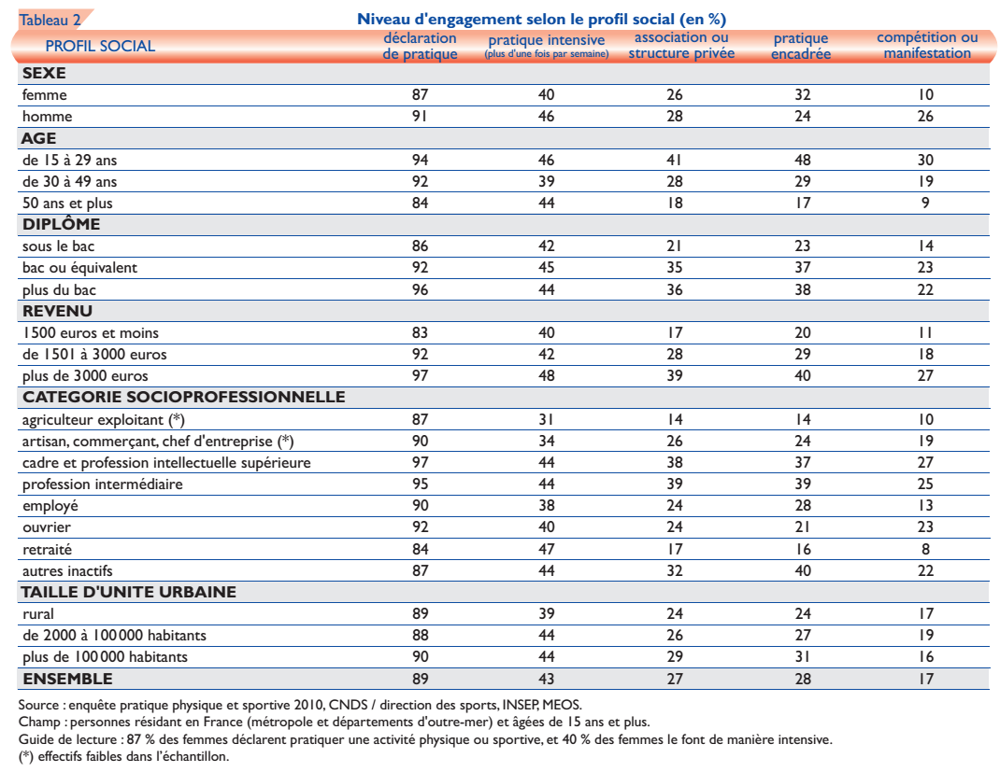 Tableau 2
Niveau d'engagement selon le profil social (en %)
PROFIL SOCIAL déclaration de pratique pratique intensive (plus d'une fois par semaine) association ou structure privée pratique encadrée compétition ou manifestation
SEXE
femme 87 40 26 32 10
homme 91 46 28 24 26
AGE
de 15 à 29 ans 94 46 41 48 30
de 30 à 49 ans 92 39 28 29 19
50 ans et plus 84 44 18 17 9
DIPLÔME
sous le bac 86 42 21 23 14
bac ou équivalent 92 45 35 37 23
plus du bac 96 44 36 38 22
REVENU
1500 euros et moins 83 40 17 20 11
de 1501 à 3000 euros 92 42 28 29 18
plus de 3000 euros 97 48 39 40 27
CATEGORIE SOCIOPROFESSIONNELLE
agriculteur exploitant (*) 87 31 14 14 10
artisan, commerçant, chef d'entreprise (*) 90 34 26 24 19
cadre et profession intellectuelle supérieure 97 44 38 37 27
profession intermédiaire 95 44 39 39 25
employé 90 38 24 28 13
ouvrier 92 40 24 21 23
retraité 84 47 17 16 8
autres inactifs 87 44 32 40 22
TAILLE D'UNITE URBAINE
rural 89 39 24 24 17
de 2000 à 100000 habitants 88 44 26 27 19
plus de 100000 habitants 90 44 29 31 16
ENSEMBLE 89 43 27 28 17
Source : enquête pratique physique et sportive 2010, CNDS / direction des sports, INSEP, MEOS.
Champ : personnes résidant en France (métropole et départements d'outre-mer) et âgées de 15 ans et plus.
Guide de lecture : 87 % des femmes déclarent pratiquer une activité physique ou sportive, et 40 % des femmes le font de manière intensive.
(*) effectifs faibles dans l'échantillon.